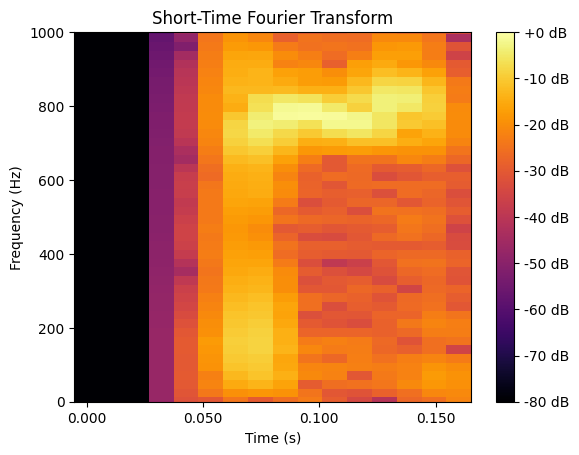 Short-Time Fourier Transform
1000
800
600
400
200
0
Frequency (Hz)
0.000
0.050
0.100
0.150
Time (s)
+0 dB
-10 dB
-20 dB
-30 dB
-40 dB
-50 dB
-60 dB
-70 dB
-80 dB